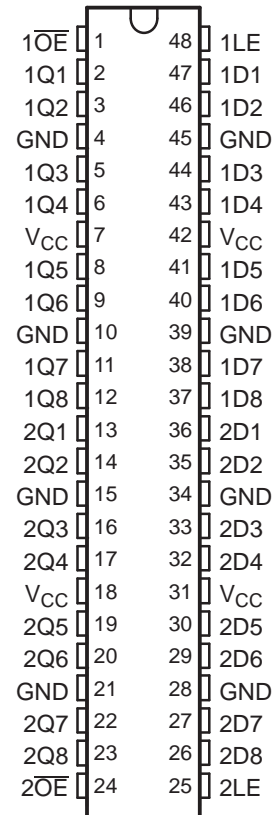 1O̅E̅ 1 48 1LE
1Q1 2 47 1D1
1Q2 3 46 1D2
GND 4 45 GND
1Q3 5 44 1D3
1Q4 6 43 1D4
VCC 7 42 VCC
1Q5 8 41 1D5
1Q6 9 40 1D6
GND 10 39 GND
1Q7 11 38 1D7
1Q8 12 37 1D8
2Q1 13 36 2D1
2Q2 14 35 2D2
GND 15 34 GND
2Q3 16 33 2D3
2Q4 17 32 2D4
VCC 18 31 VCC
2Q5 19 30 2D5
2Q6 20 29 2D6
GND 21 28 GND
2Q7 22 27 2D7
2Q8 23 26 2D8
2O̅E̅ 24 25 2LE